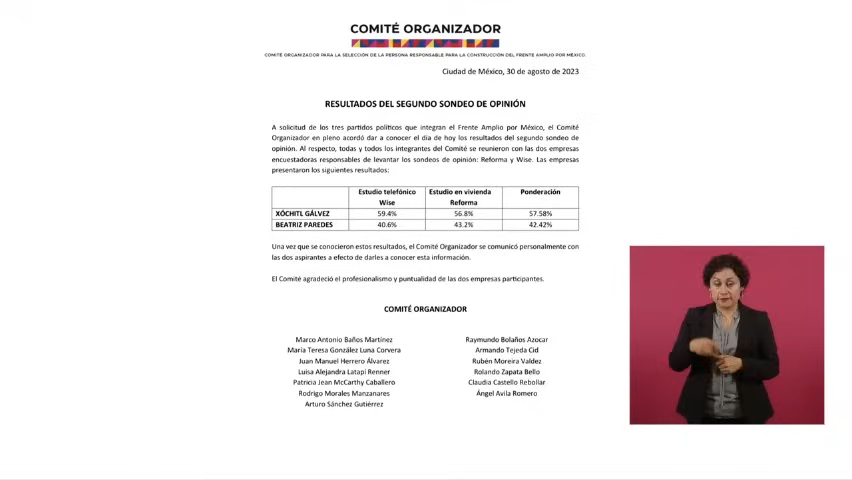 COMITÉ ORGANIZADOR
COMITÉ ORGANIZADOR PARA LA SELECCIÓN DE LA PERSONA RESPONSABLE PARA LA CONSTRUCCIÓN DEL FRENTE AMPLIO POR MÉXICO.
Ciudad de México, 30 de agosto de 2023
RESULTADOS DEL SEGUNDO SONDEO DE OPINIÓN
A solicitud de los tres partidos políticos que integran el Frente Amplio por México, el Comité
Organizador en pleno acordó dar a conocer el día de hoy los resultados del segundo sondeo de
opinión. Al respecto, todas y todos los integrantes del Comité se reunieron con las dos empresas
encuestadoras responsables de levantar los sondeos de opinión: Reforma y Wise. Las empresas
presentaron los siguientes resultados:
Estudio telefónico Estudio en vivienda Ponderación
Wise Reforma
XÓCHITL GÁLVEZ 59.4% 56.8% 57.58%
BEATRIZ PAREDES 40.6% 43.2% 42.42%
Una vez que se conocieron estos resultados, el Comité Organizador se comunicó personalmente con
las dos aspirantes a efecto de darles a conocer esta información.
El Comité agradeció el profesionalismo y puntualidad de las dos empresas participantes.
COMITÉ ORGANIZADOR
Marco Antonio Baños Martínez
María Teresa González Luna Corvera
Juan Manuel Herrero Álvarez
Luisa Alejandra Latapí Renner
Patricia Jean McCarthy Caballero
Rodrigo Morales Manzanares
Arturo Sánchez Gutiérrez
Raymundo Bolaños Azocar
Armando Tejeda Cid
Rubén Moreira Valdez
Rolando Zapata Bello
Claudia Castello Rebollar
Ángel Avila Romero